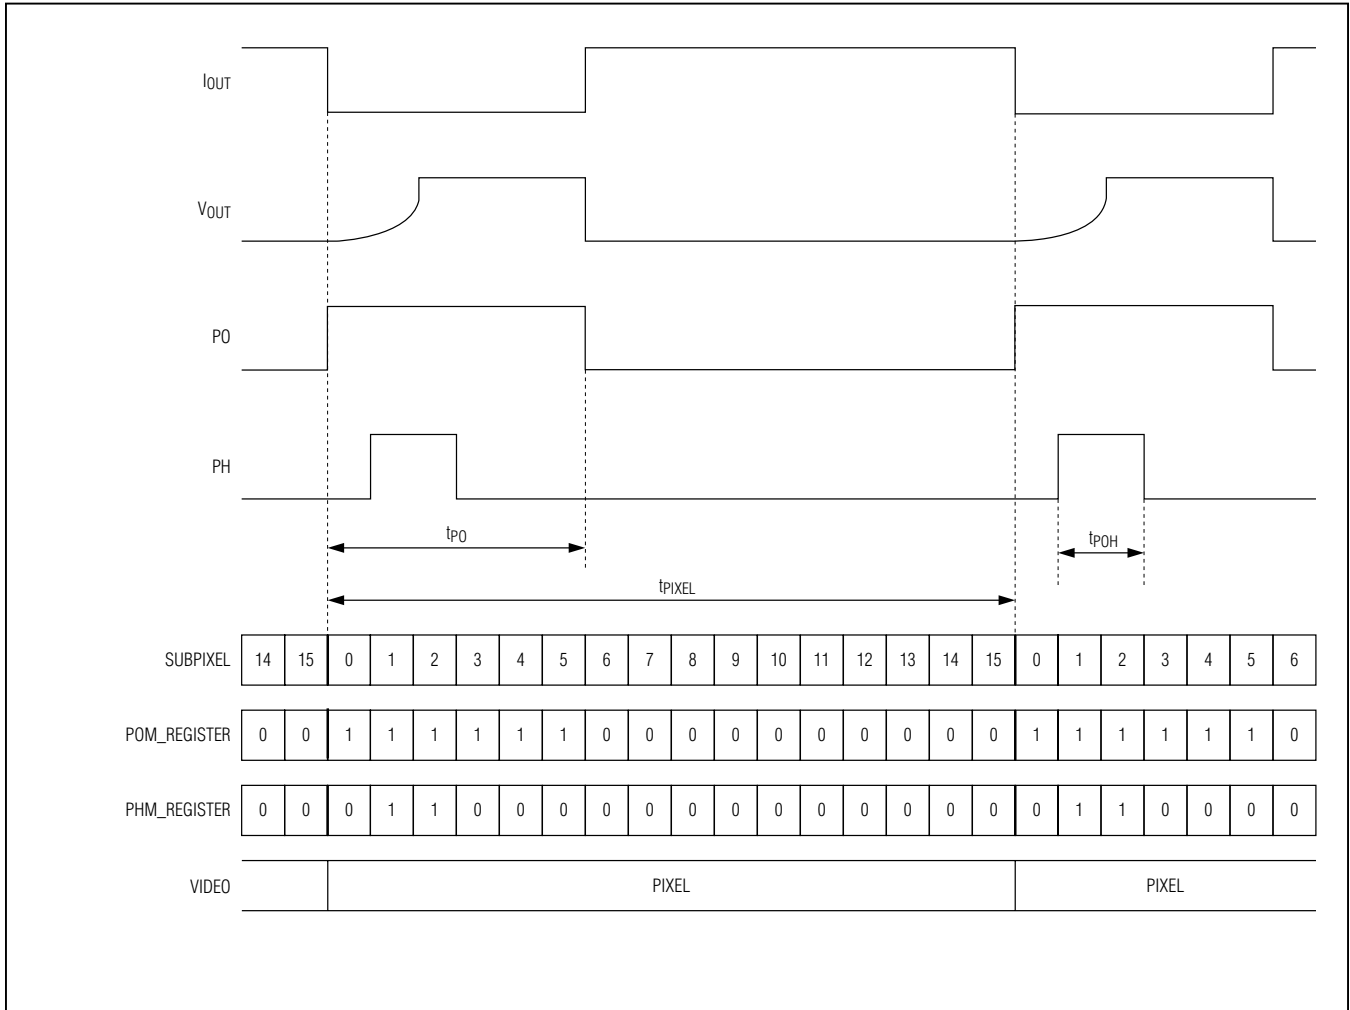 IOUT
VOUT
PO
PH
tPO
tPOH
tPIXEL
SUBPIXEL 14 15 0 1 2 3 4 5 6 7 8 9 10 11 12 13 14 15 0 1 2 3 4 5 6
POM_REGISTER 0 0 1 1 1 1 1 1 0 0 0 0 0 0 0 0 0 0 1 1 1 1 1 1 0
PHM_REGISTER 0 0 0 1 1 0 0 0 0 0 0 0 0 0 0 0 0 0 0 1 1 0 0 0 0
VIDEO PIXEL PIXEL